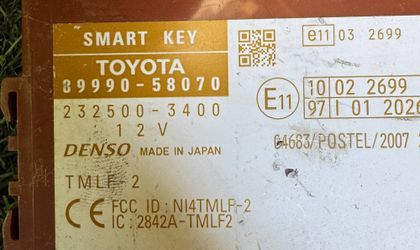 SMART KEY
TOYOTA
89990-58070
232500-3400
12V
DENSO MADE IN JAPAN
TMLF-2
CE FCC ID : NI4TMLF-2
IC: 2842A-TMLF2
e11 03 2699
E11 10 02 2699
97 I 01 2026
04683/POSTEL/2007